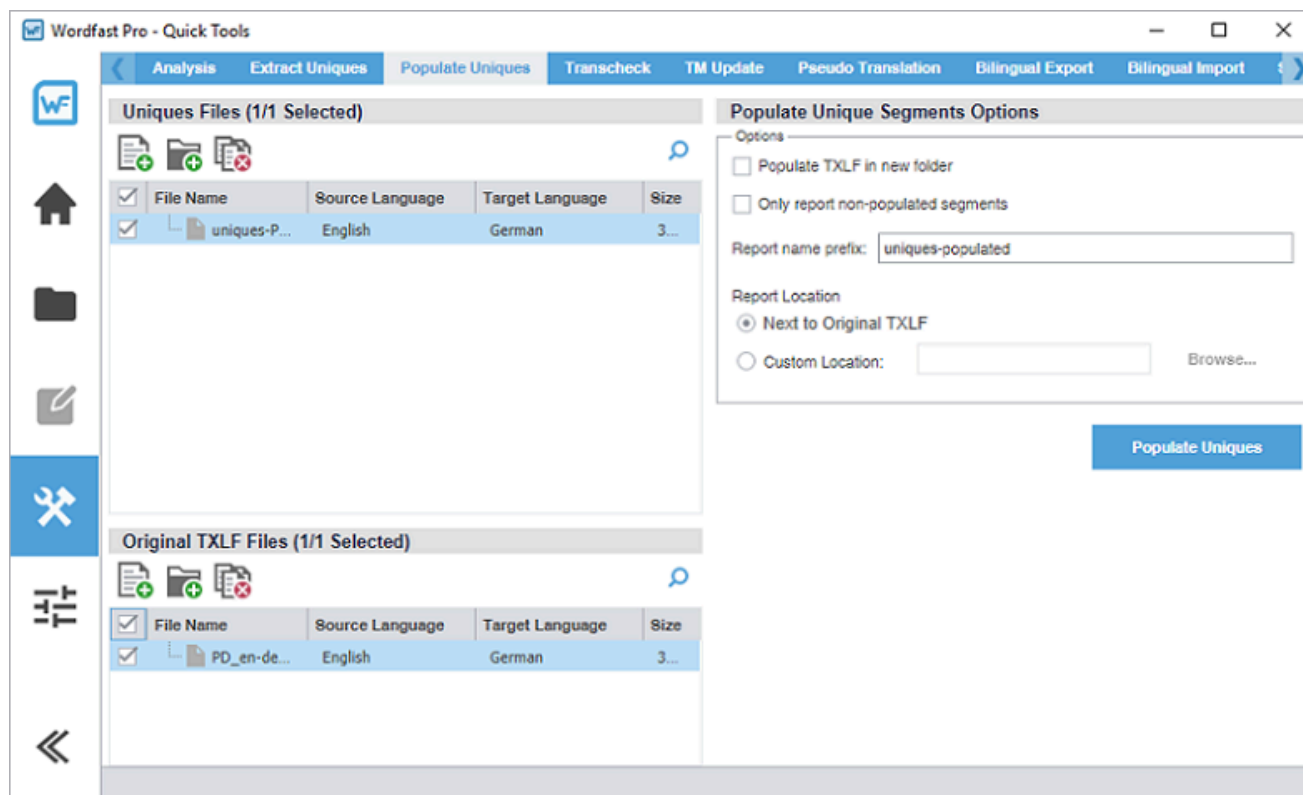 Wordfast Pro - Quick Tools
Analysis Extract Uniques Populate Uniques Transcheck TM Update Pseudo Translation Bilingual Export Bilingual Import
WF
Uniques Files (1/1 Selected)
File Name Source Language Target Language Size
uniques-P... English German 3...
Original TXLF Files (1/1 Selected)
File Name Source Language Target Language Size
PD_en-de... English German 3...
Populate Unique Segments Options
Options
Populate TXLF in new folder
Only report non-populated segments
Report name prefix: uniques-populated
Report Location
Next to Original TXLF
Custom Location: Browse...
Populate Uniques